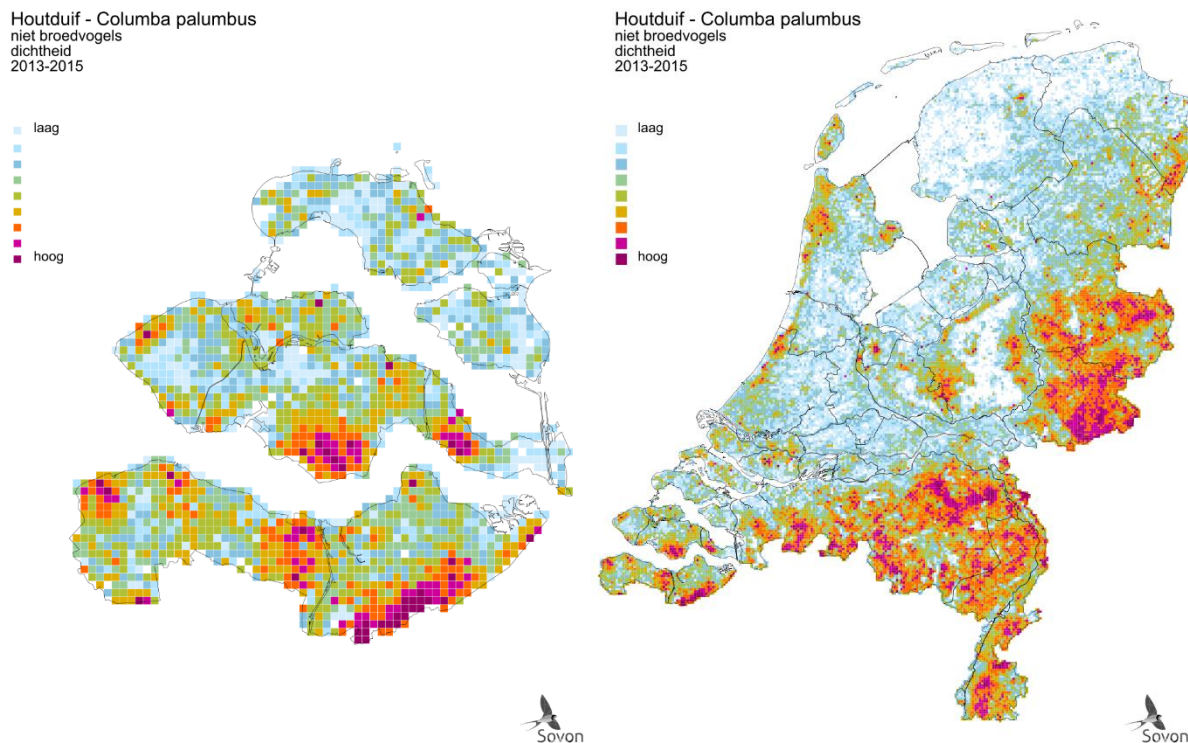 Houtduif - Columba palumbus
niet broedvogels
dichtheid
2013-2015
laag
hoog
Sovon
Houtduif - Columba palumbus
niet broedvogels
dichtheid
2013-2015
laag
hoog
Sovon